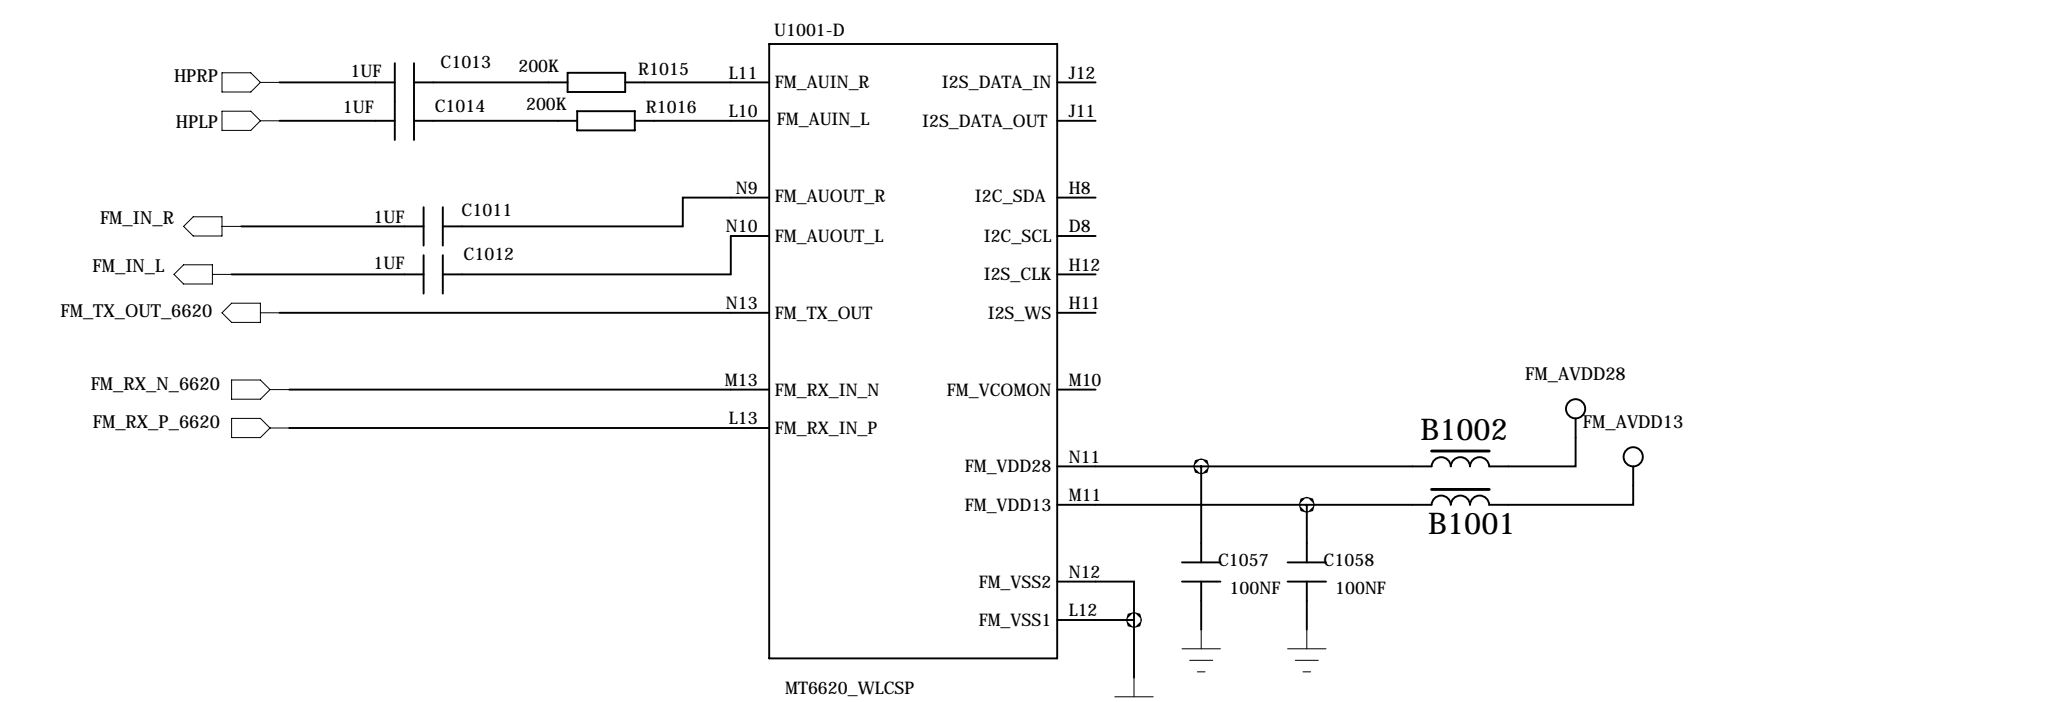 U1001-D
HPRP 1UF C1013 200K R1015 L11 FM_AUIN_R I2S_DATA_IN J12
HPLP 1UF C1014 200K R1016 L10 FM_AUIN_L I2S_DATA_OUT J11
N9 FM_AUOUT_R I2C_SDA H8
FM_IN_R 1UF C1011
N10 FM_AUOUT_L I2C_SCL D8
FM_IN_L 1UF C1012 I2S_CLK H12
FM_TX_OUT_6620 N13 FM_TX_OUT I2S_WS H11
FM_RX_N_6620 M13 FM_RX_IN_N FM_VCOMON M10 FM_AVDD28
FM_RX_P_6620 L13 FM_RX_IN_P B1002 FM_AVDD13
FM_VDD28 N11
FM_VDD13 M11 B1001
C1057 C1058
FM_VSS2 N12 100NF 100NF
FM_VSS1 L12
MT6620_WLCSP